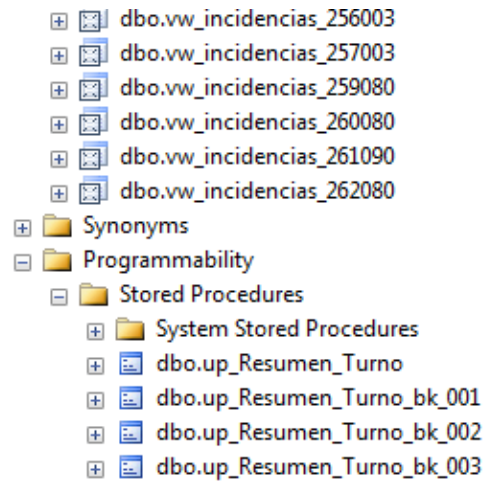 dbo.vw_incidencias_256003
dbo.vw_incidencias_257003
dbo.vw_incidencias_259080
dbo.vw_incidencias_260080
dbo.vw_incidencias_261090
dbo.vw_incidencias_262080
Synonyms
Programmability
Stored Procedures
System Stored Procedures
dbo.up_Resumen_Turno
dbo.up_Resumen_Turno_bk_001
dbo.up_Resumen_Turno_bk_002
dbo.up_Resumen_Turno_bk_003